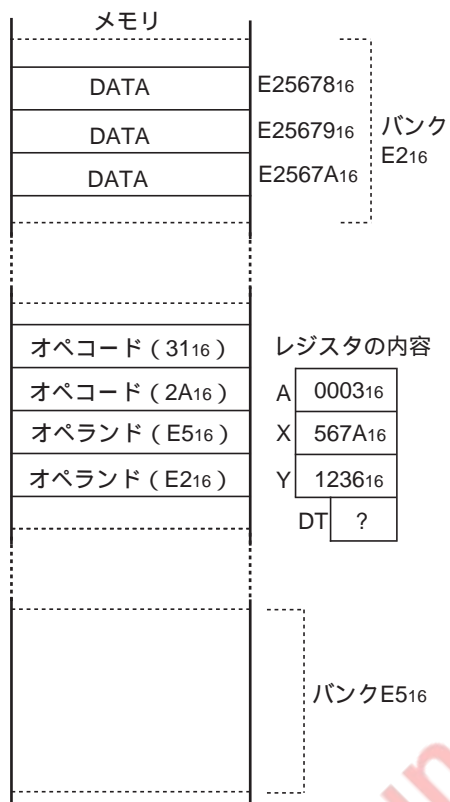 メモリ
DATA E2567816
DATA E2567916
DATA E2567A16
バンク
E216
オペコード（3116）
オペコード（2A16）
オペランド（E516）
オペランド（E216）
レジスタの内容
A 000316
X 567A16
Y 123616
DT ?
バンクE516